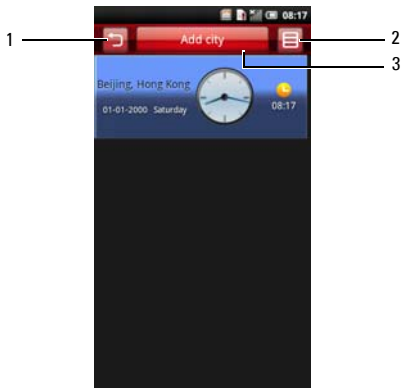 08:17
1
Add city
2
3
Beijing, Hong Kong
01-01-2000 Saturday
08:17